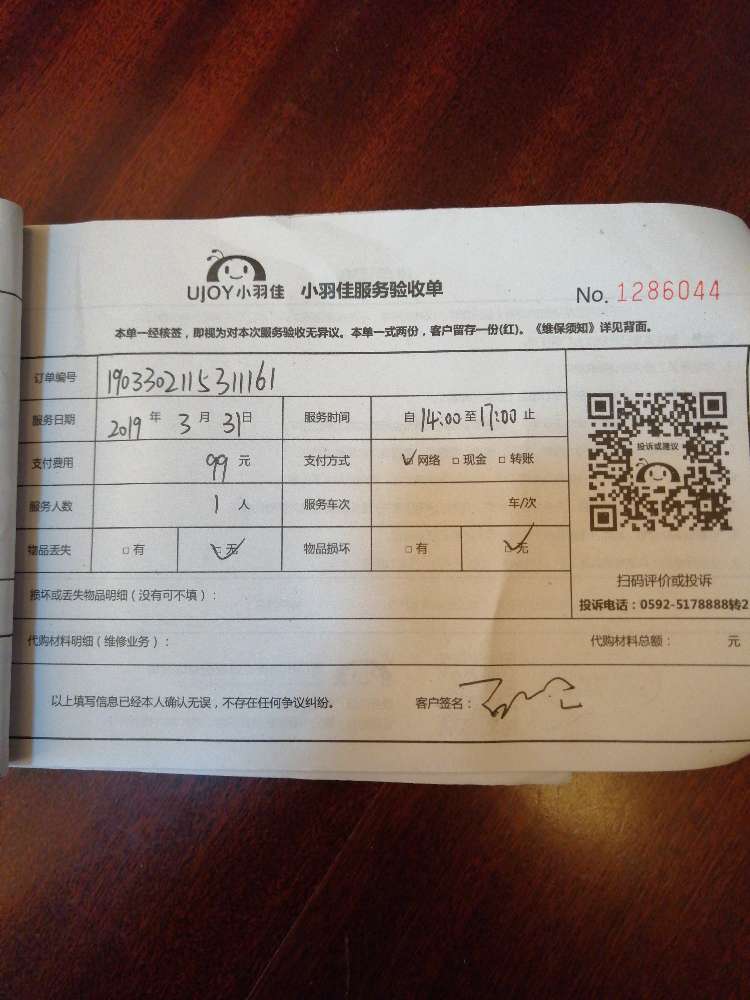 UJOY小羽佳 小羽佳服务验收单 No. 1286044
本单一经核签，即视为对本次服务验收无异议。本单一式两份，客户留存一份(红)。《维保须知》详见背面。
订单编号 1903302115311161
服务日期 2019 年 3 月 31 日 服务时间 自 14:00 至 17:00 止
支付费用 99 元 支付方式 ☑网络 □现金 □转账
服务人数 1 人 服务车次 车/次
物品丢失 □有 ☑无 物品损坏 □有 ☑无
投诉或建议
扫码评价或投诉
投诉电话：0592-5178888转2
损坏或丢失物品明细（没有可不填）：
代购材料明细（维修业务）： 代购材料总额： 元
以上填写信息已经本人确认无误，不存在任何争议纠纷。 客户签名：